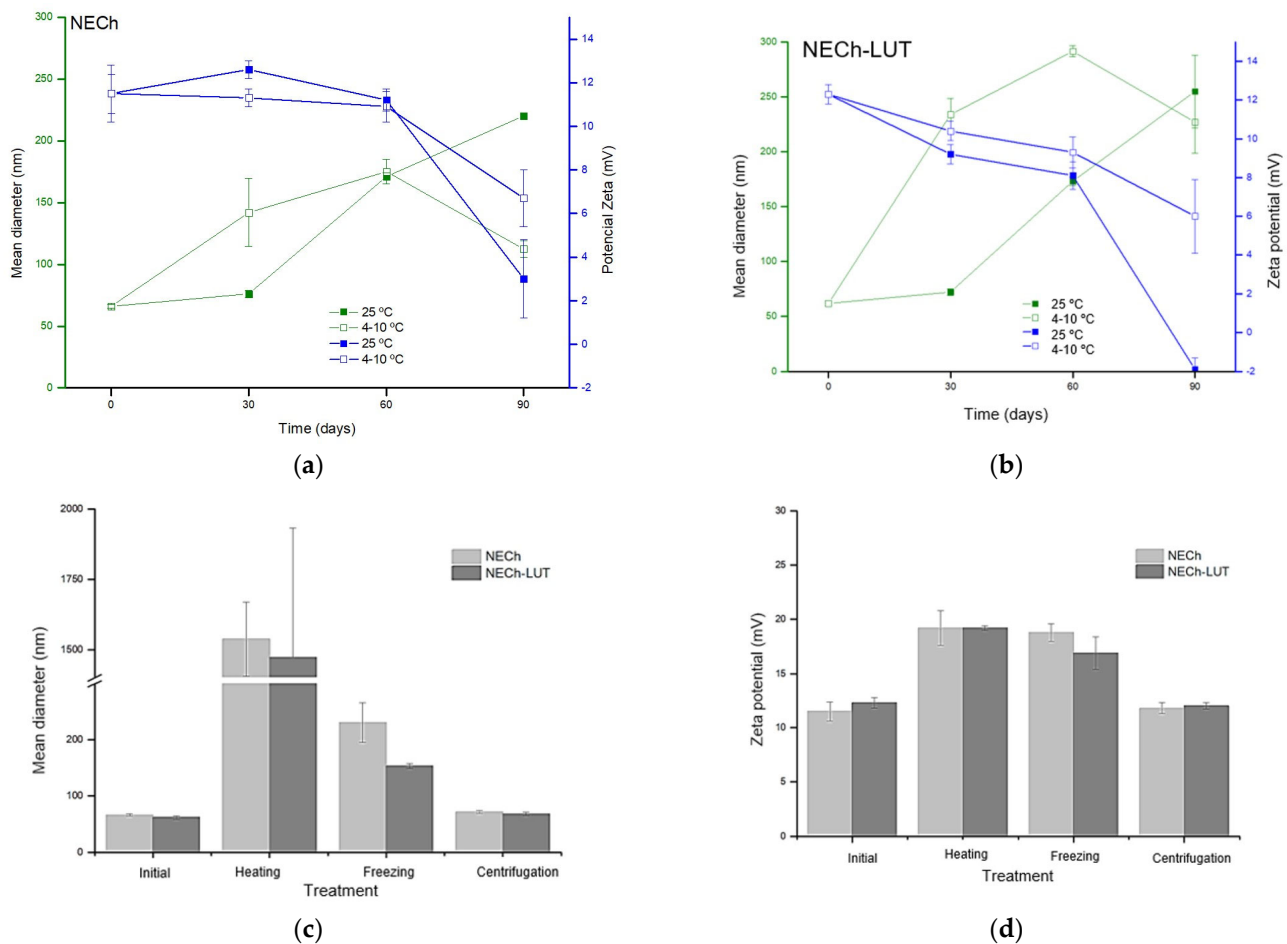 NECh
300
250
200
150
100
50
0
Mean diameter (nm)
14
12
10
8
6
4
2
0
-2
Potencial Zeta (mV)
25 ºC
4-10 ºC
25 ºC
4-10 ºC
0 30 60 90
Time (days)
(a)
NECh-LUT
300
250
200
150
100
50
0
Mean diameter (nm)
14
12
10
8
6
4
2
0
-2
Zeta potential (mV)
25 ºC
4-10 ºC
25 ºC
4-10 ºC
0 30 60 90
Time (days)
(b)
2000
1750
1500
200
100
0
Mean diameter (nm)
NECh
NECh-LUT
Initial Heating Freezing Centrifugation
Treatment
(c)
30
25
20
15
10
5
0
Zeta potential (mV)
NECh
NECh-LUT
Initial Heating Freezing Centrifugation
Treatment
(d)